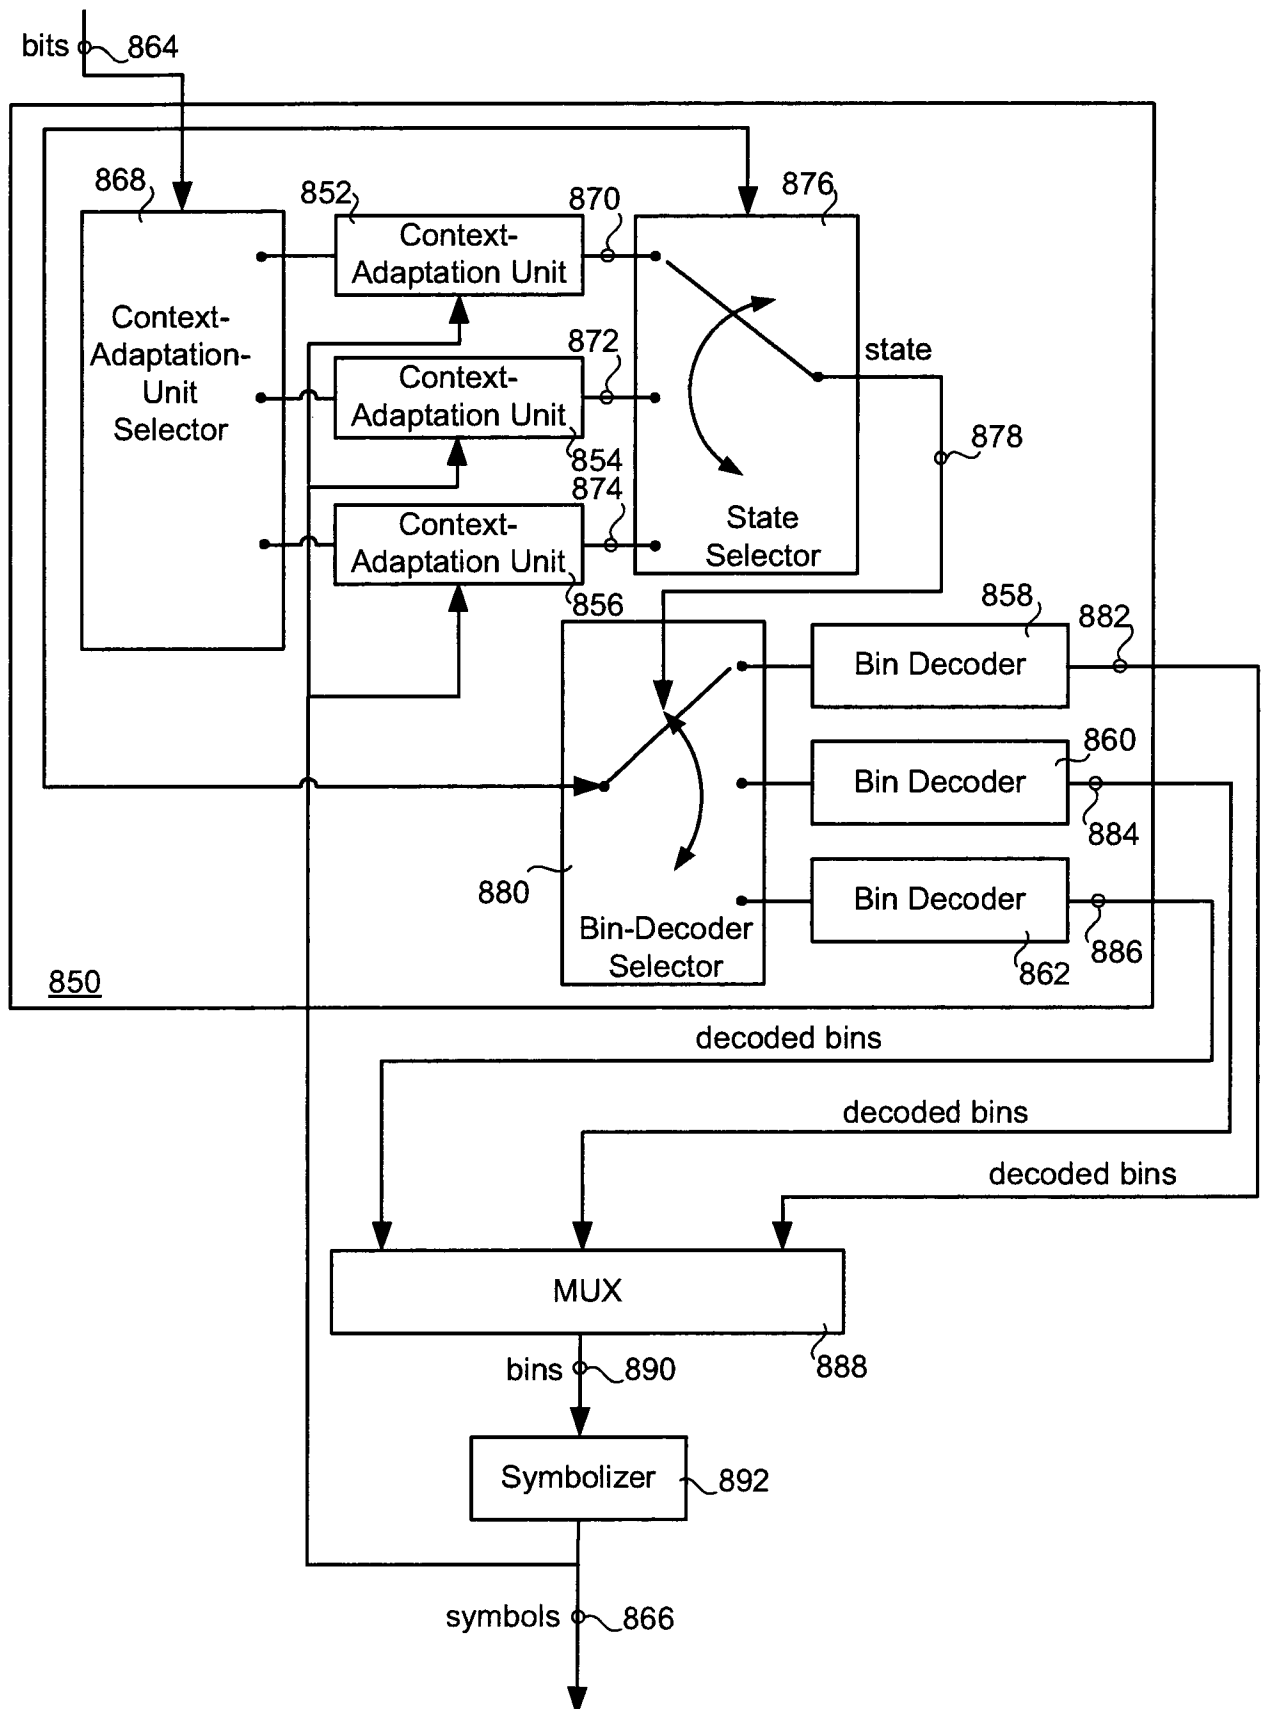 bits 864
868
852
870
876
Context-
Adaptation Unit
Context-
Adaptation-
Unit
Selector
872
state
Context-
Adaptation Unit
854
878
874
Context-
Adaptation Unit
856
State
Selector
858
882
Bin Decoder
860
Bin Decoder
884
880
Bin Decoder
886
862
Bin-Decoder
Selector
850
decoded bins
decoded bins
decoded bins
MUX
888
bins 890
Symbolizer 892
symbols 866